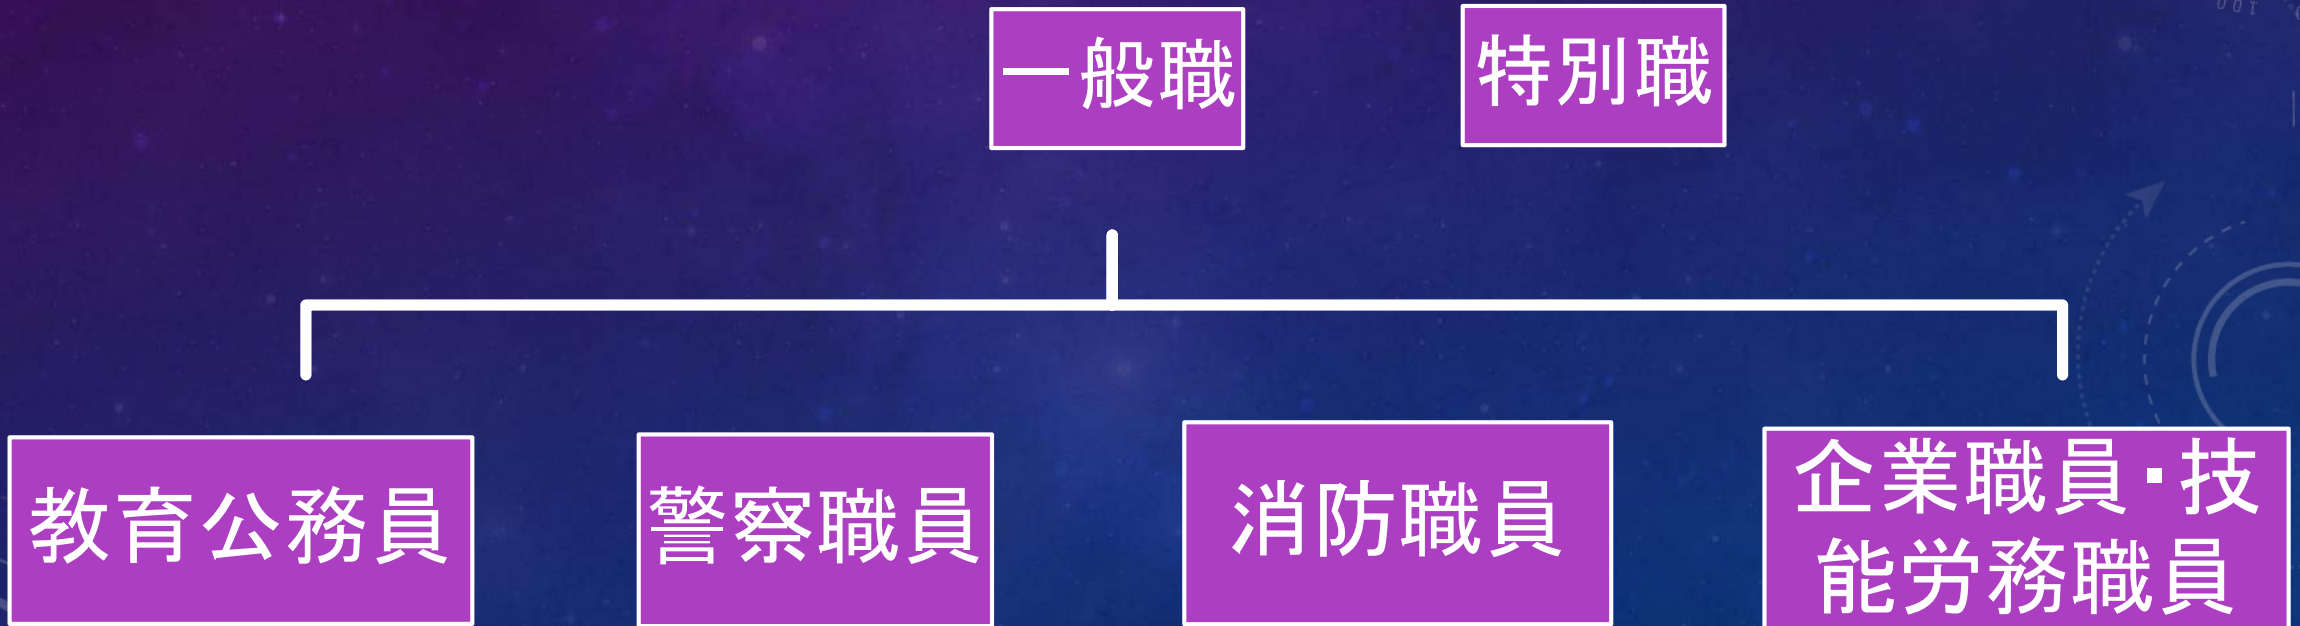 一般職
特別職
教育公務員
警察職員
消防職員
企業職員・技
能労務職員